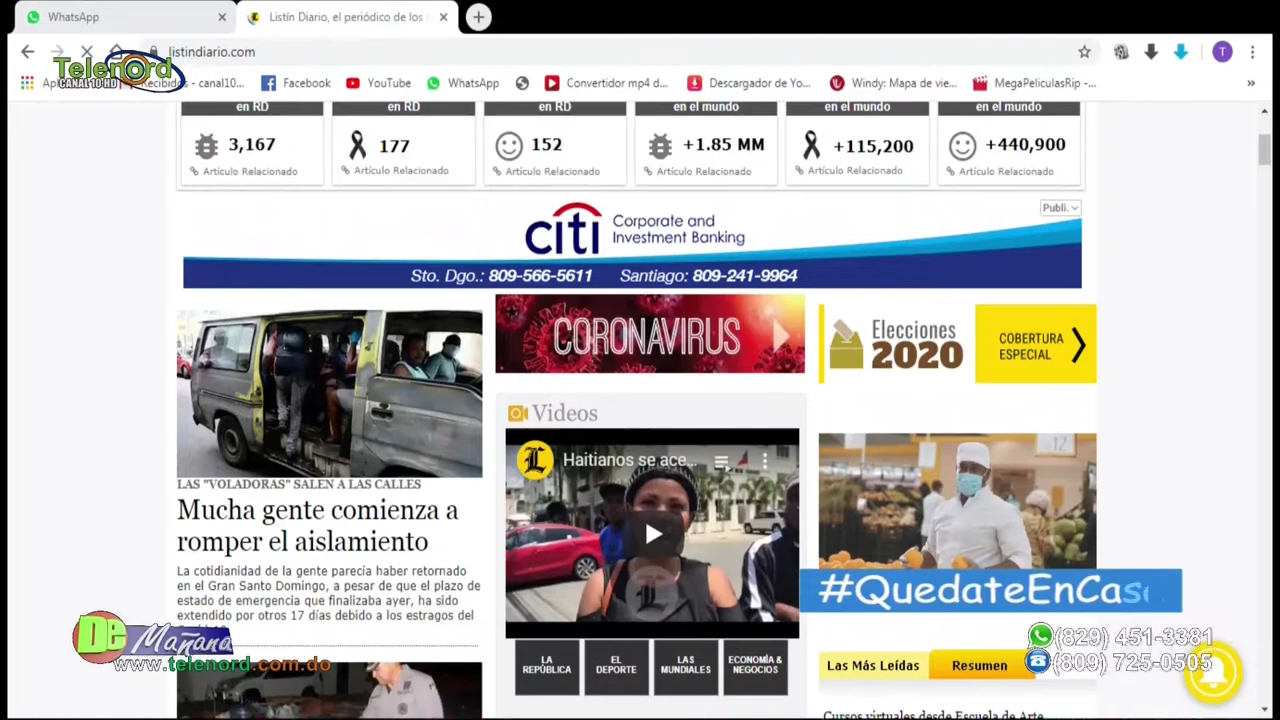 WhatsApp
Listín Diario, el periódico de los
listindiario.com
Telenord
CANAL 10 HD
Recibidos - canal10...
Facebook
YouTube
WhatsApp
Convertidor mp4 d...
Descargador de Yo...
Windy: Mapa de vie...
MegaPeliculasRip -...
T
en RD
en RD
en RD
en el mundo
en el mundo
en el mundo
3,167
177
152
+1.85 MM
+115,200
+440,900
Artículo Relacionado
Artículo Relacionado
Artículo Relacionado
Artículo Relacionado
Artículo Relacionado
Artículo Relacionado
Publi.
citi
Corporate and
Investment Banking
Sto. Dgo.: 809-566-5611 Santiago: 809-241-9964
CORONAVIRUS
Elecciones
2020
COBERTURA
ESPECIAL
12
Videos
L
Haitianos se ace...
LAS "VOLADORAS" SALEN A LAS CALLES
Mucha gente comienza a
romper el aislamiento
La cotidianidad de la gente parecía haber retornado
en el Gran Santo Domingo, a pesar de que el plazo de
estado de emergencia que finalizaba ayer, ha sido
extendido por otros 17 días debido a los estragos del
#QuedateEnCas
De Mañana
www.telenord.com.do
(829) 451-3381
(809) 725-0505
LA
REPÚBLICA
EL
DEPORTE
LAS
MUNDIALES
ECONOMÍA &
NEGOCIOS
Las Más Leídas
Resumen
Cursos virtuales desde Escuela de Arte